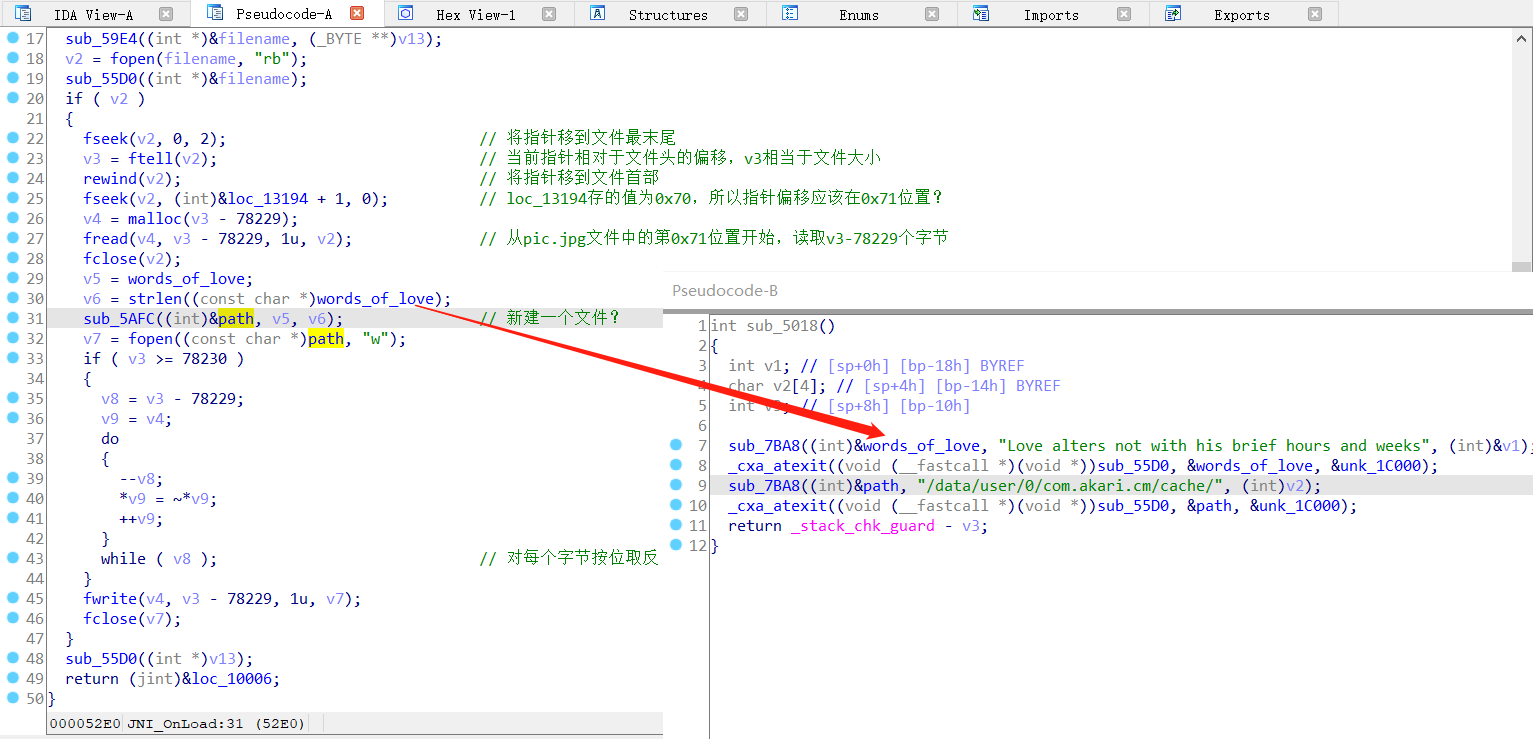 IDA View-A
Pseudocode-A
Hex View-1
Structures
Enums
Imports
Exports
17 sub_59E4((int *)&filename, (_BYTE **)v13);
18 v2 = fopen(filename, "rb");
19 sub_55D0((int *)&filename);
20 if ( v2 )
21 {
22 fseek(v2, 0, 2); // 将指针移到文件最末尾
23 v3 = ftell(v2); // 当前指针相对于文件头的偏移，v3相当于文件大小
24 rewind(v2); // 将指针移到文件首部
25 fseek(v2, (int)&loc_13194 + 1, 0); // loc_13194存的值为0x70，所以指针偏移应该在0x71位置？
26 v4 = malloc(v3 - 78229);
27 fread(v4, v3 - 78229, 1u, v2); // 从pic.jpg文件中的第0x71位置开始，读取v3-78229个字节
28 fclose(v2);
29 v5 = words_of_love;
30 v6 = strlen((const char *)words_of_love);
31 sub_5AFC((int)&path, v5, v6); // 新建一个文件？
32 v7 = fopen((const char *)path, "w");
33 if ( v3 >= 78230 )
34 {
35 v8 = v3 - 78229;
36 v9 = v4;
37 do
38 {
39 --v8;
40 *v9 = ~*v9;
41 ++v9;
42 }
43 while ( v8 ); // 对每个字节按位取反
44 }
45 fwrite(v4, v3 - 78229, 1u, v7);
46 fclose(v7);
47 }
48 sub_55D0((int *)v13);
49 return (jint)&loc_10006;
50 }
000052E0 JNI_OnLoad:31 (52E0)
Pseudocode-B
1 int sub_5018()
2 {
3 int v1; // [sp+0h] [bp-18h] BYREF
4 char v2[4]; // [sp+4h] [bp-14h] BYREF
5 int v3; // [sp+8h] [bp-10h]
6
7 sub_7BA8((int)&words_of_love, "Love alters not with his brief hours and weeks", (int)&v1);
8 _cxa_atexit((void (__fastcall *)(void *))sub_55D0, &words_of_love, &unk_1C000);
9 sub_7BA8((int)&path, "/data/user/0/com.akari.cm/cache/", (int)v2);
10 _cxa_atexit((void (__fastcall *)(void *))sub_55D0, &path, &unk_1C000);
11 return _stack_chk_guard - v3;
12 }